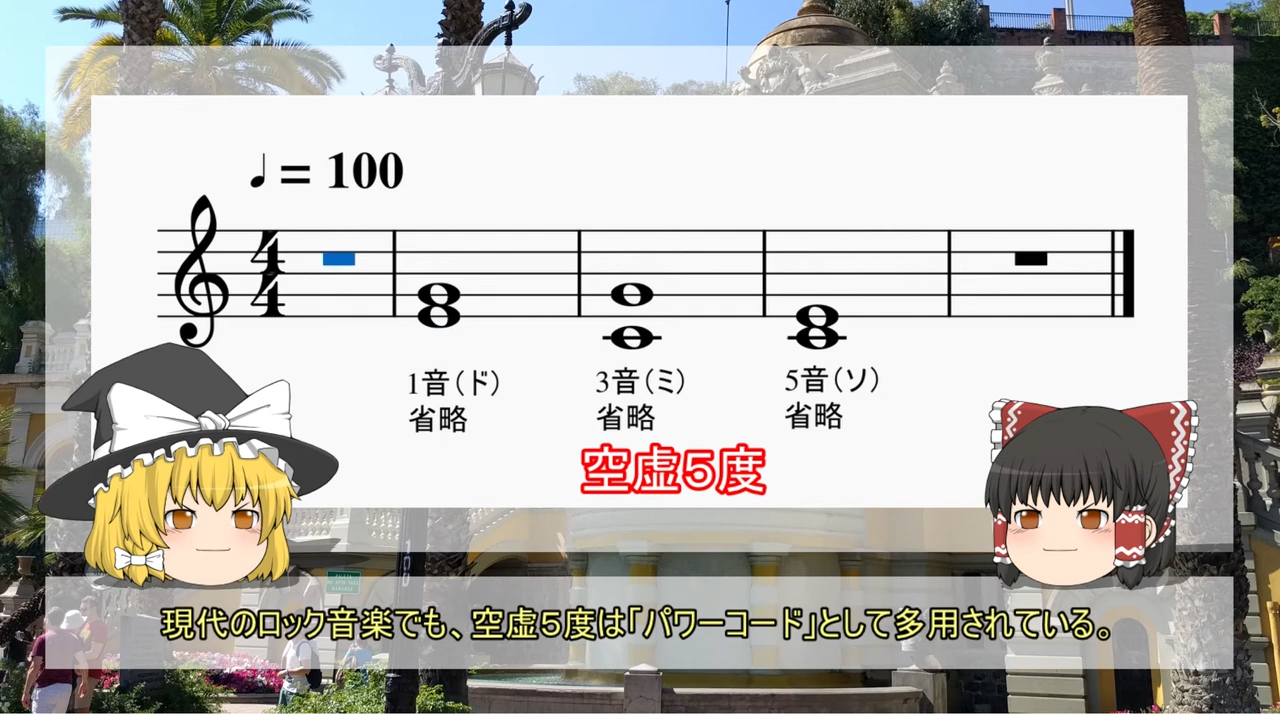 ♩ = 100
4
4
1音(ド)
省略
3音(ミ)
省略
5音(ソ)
省略
空虚5度
現代のロック音楽でも、空虚5度は「パワーコード」として多用されている。